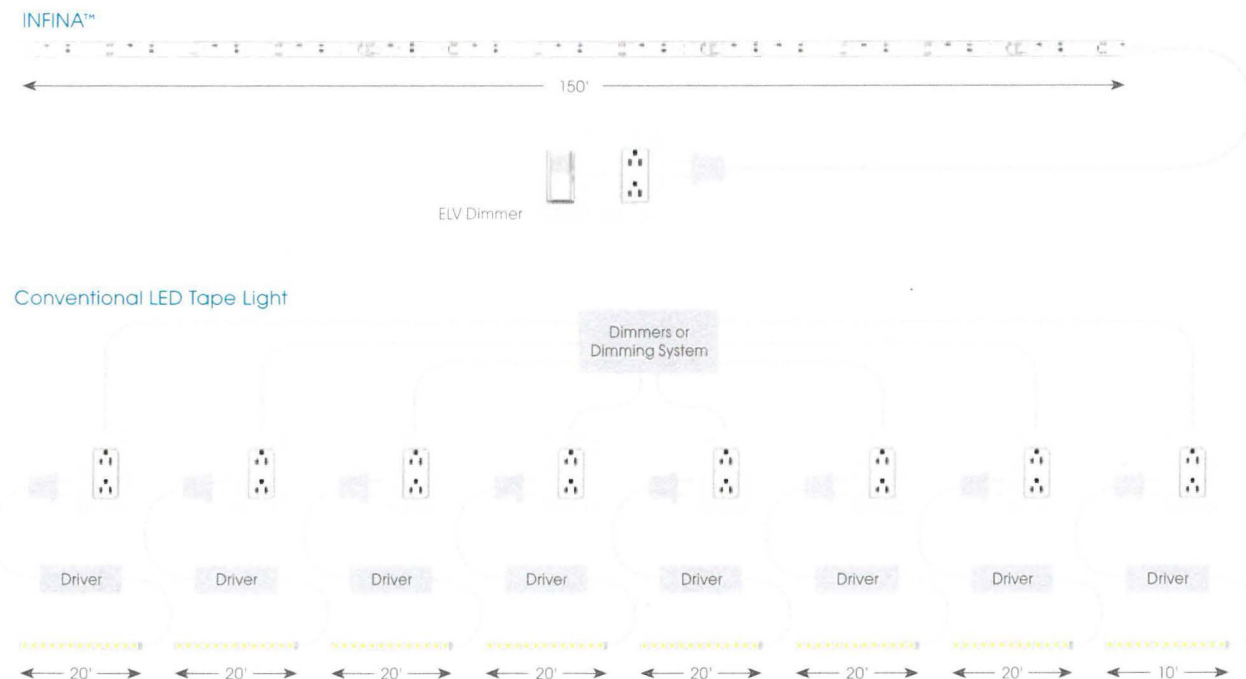 INFINA™
150'
ELV Dimmer
Conventional LED Tape Light
Dimmers or
Dimming System
Driver Driver Driver Driver Driver Driver Driver Driver
20' 20' 20' 20' 20' 20' 20' 10'